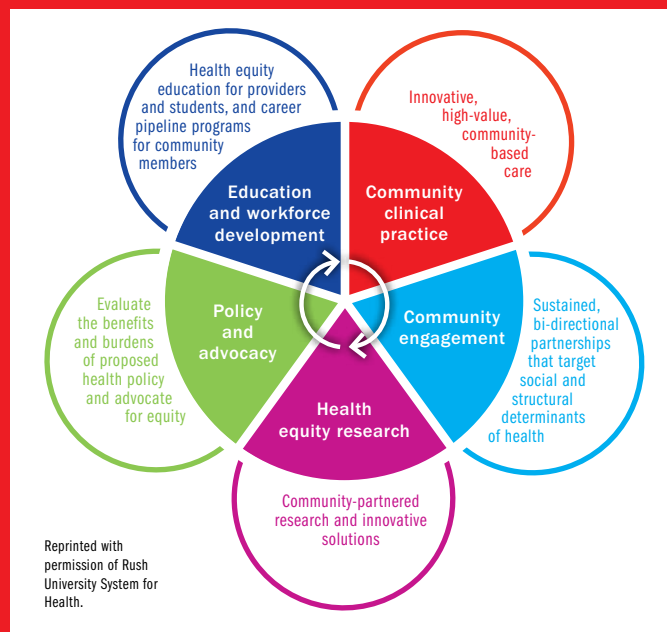 Health equity
education for providers
and students, and career
pipeline programs
for community
members
Education
and workforce
development
Innovative,
high-value,
community-
based
care
Community
clinical
practice
Community
engagement
Sustained,
bi-directional
partnerships
that target
social and
structural
determinants
of health
Health
equity research
Community-partnered
research and innovative
solutions
Policy
and
advocacy
Evaluate
the benefits
and burdens
of proposed
health policy
and advocate
for equity
Reprinted with
permission of Rush
University System for
Health.